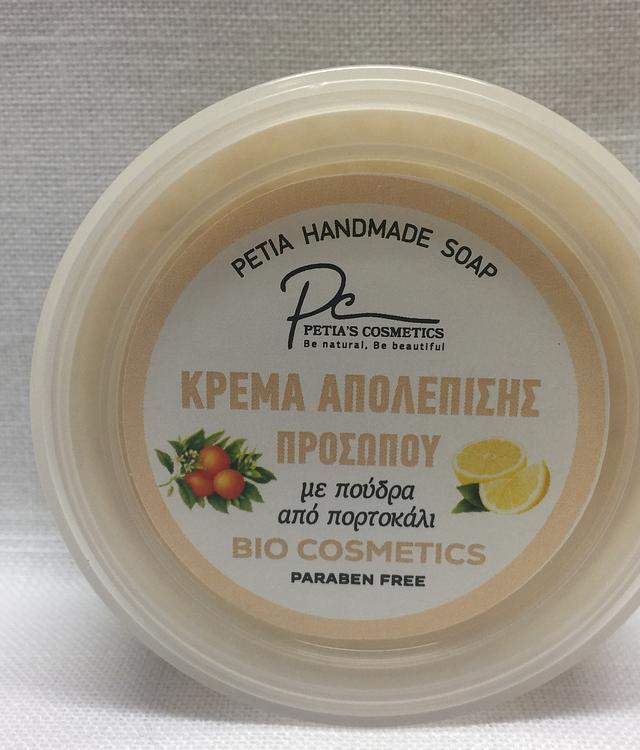 PETIA HANDMADE SOAP
Pc
PETIA'S COSMETICS
Be natural, Be beautiful
ΚΡΕΜΑ ΑΠΟΛΕΠΙΣΗΣ
ΠΡΟΣΩΠΟΥ
με πούδρα
από πορτοκάλι
BIO COSMETICS
PARABEN FREE